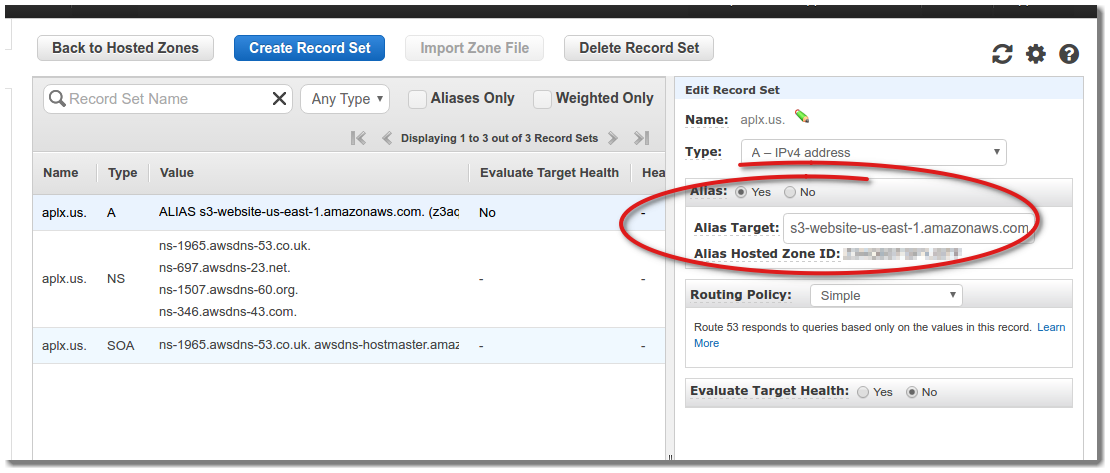 Back to Hosted Zones Create Record Set Import Zone File Delete Record Set
Record Set Name Any Type Aliases Only Weighted Only
Displaying 1 to 3 out of 3 Record Sets
Name Type Value Evaluate Target Health Hea
aplx.us. A ALIAS s3-website-us-east-1.amazonaws.com. (z3aq No -
aplx.us. NS ns-1965.awsdns-53.co.uk. - -
ns-697.awsdns-23.net.
ns-1507.awsdns-60.org.
ns-346.awsdns-43.com.
aplx.us. SOA ns-1965.awsdns-53.co.uk. awsdns-hostmaster.amaz - -
Edit Record Set
Name: aplx.us.
Type: A – IPv4 address
Alias: Yes No
Alias Target: s3-website-us-east-1.amazonaws.com
Alias Hosted Zone ID:
Routing Policy: Simple
Route 53 responds to queries based only on the values in this record. Learn
More
Evaluate Target Health: Yes No